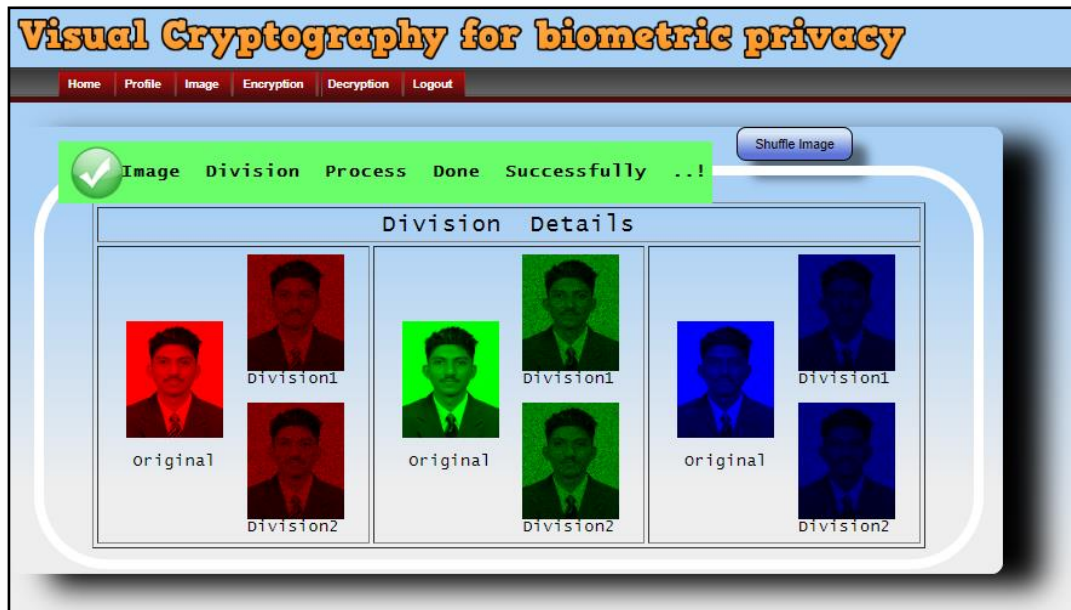 Visual Cryptography for biometric privacy
Home Profile Image Encryption Decryption Logout
Shuffle Image
Image Division Process Done Successfully ..!
Division Details
Division1
Original
Division2
Division1
Original
Division2
Division1
Original
Division2